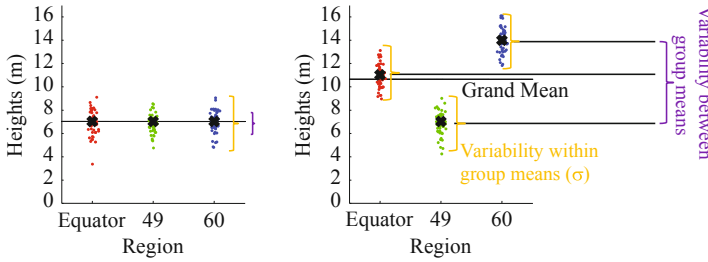 Heights (m)
16
14
12
10
8
6
4
2
0
Equator 49 60
Region
Heights (m)
16
14
12
10
8
6
4
2
0
Grand Mean
Variability within
group means (σ)
Equator 49 60
Region
Variability between
group means